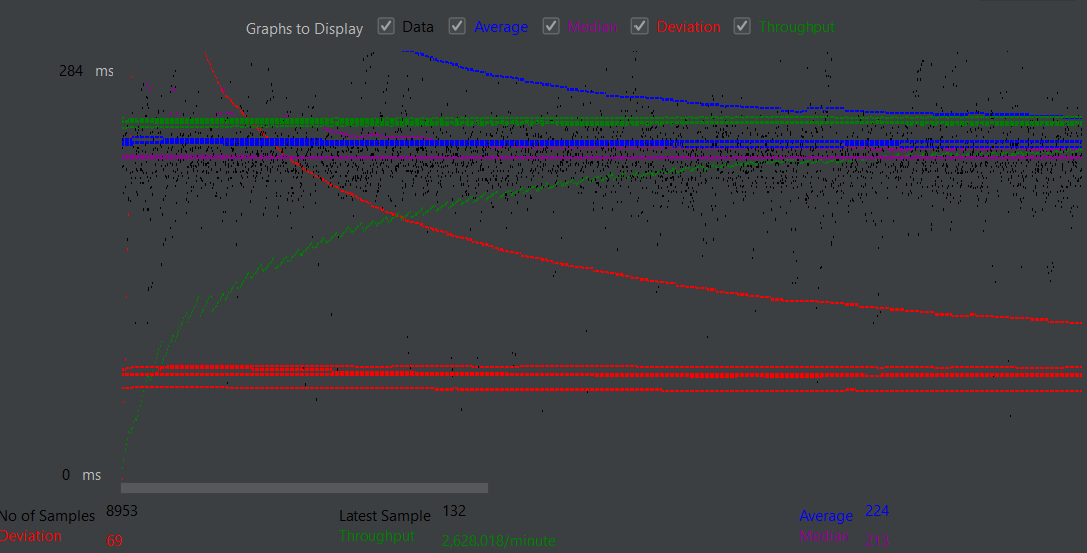 Graphs to Display Data Average Median Deviation Throughput
284 ms
0 ms
No of Samples 8953 Latest Sample 132 Average 224
Deviation 69 Throughput 2,628.018/minute Median